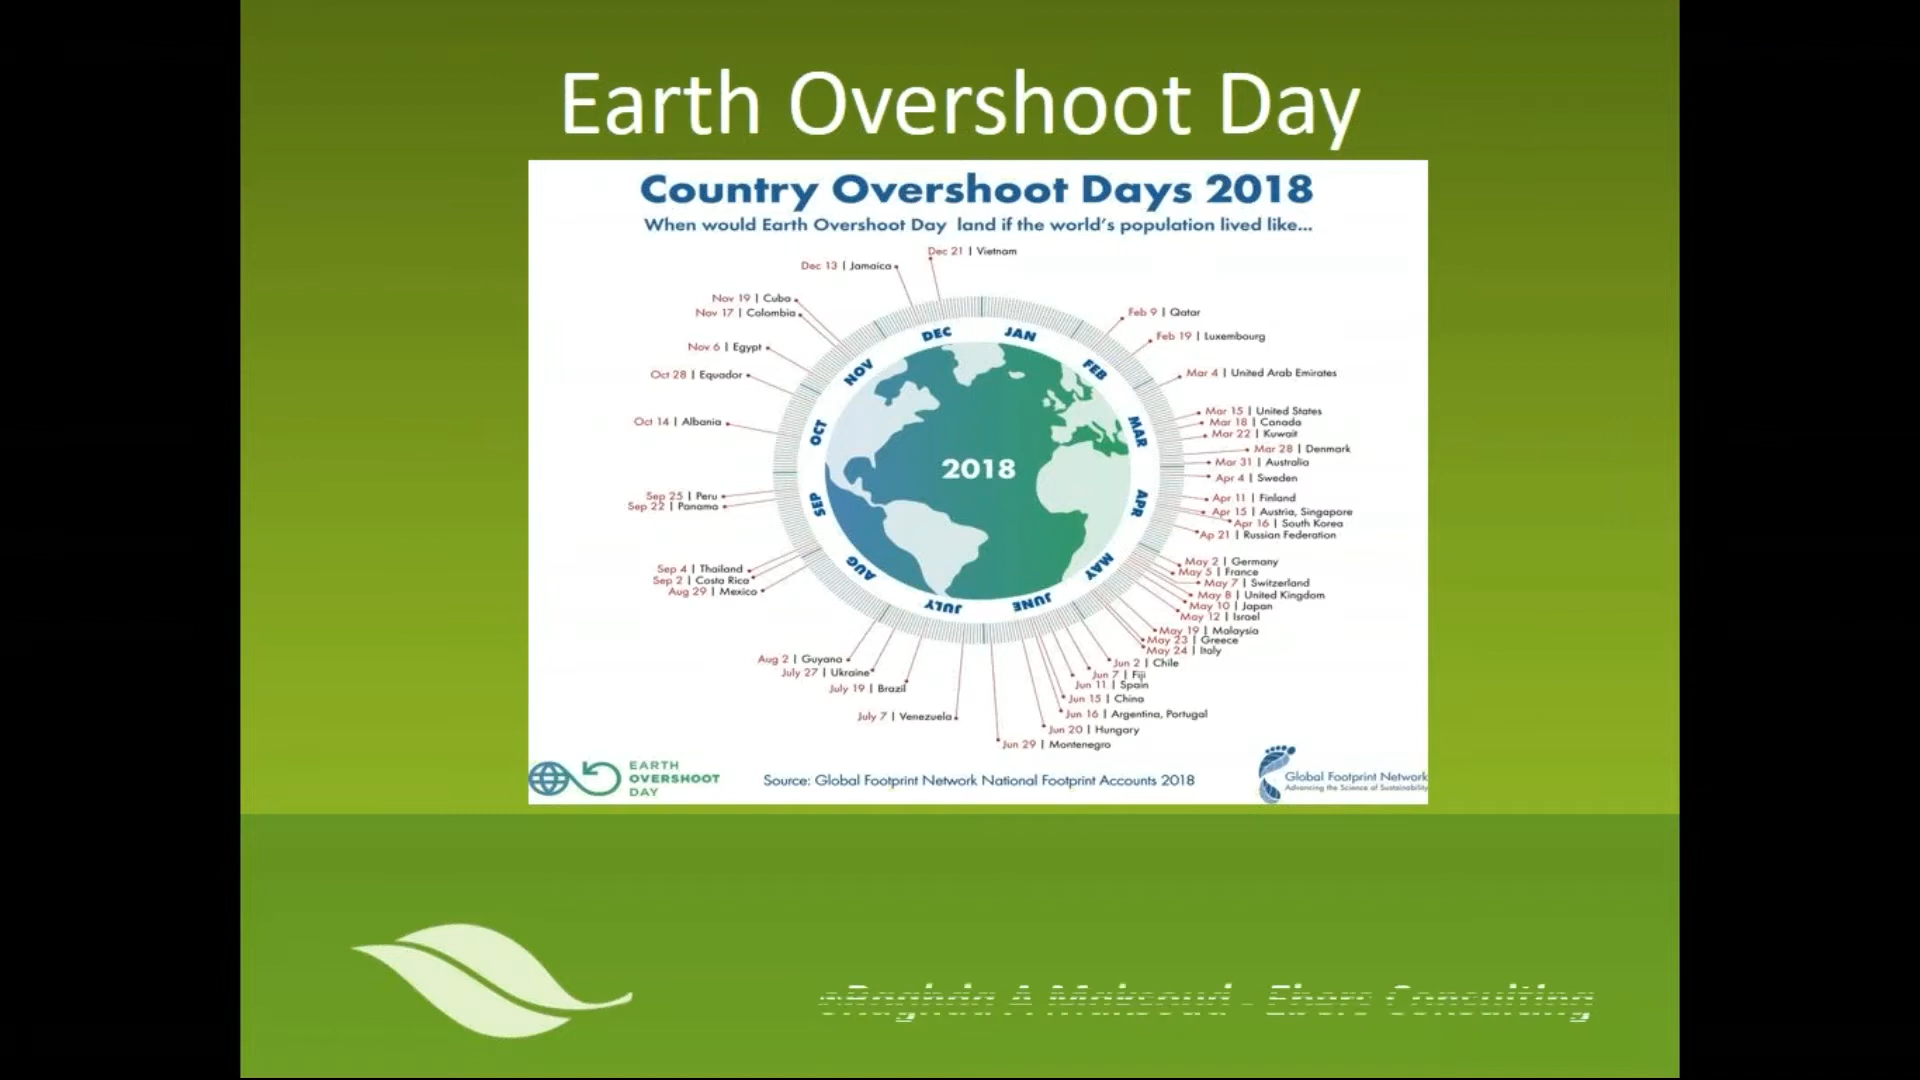 Earth Overshoot Day
Country Overshoot Days 2018
When would Earth Overshoot Day land if the world's population lived like...
Dec 21 | Vietnam
Dec 13 | Jamaica
Nov 19 | Cuba
Nov 17 | Colombia
Nov 6 | Egypt
Oct 28 | Equador
Oct 14 | Albania
Sep 25 | Peru
Sep 22 | Panama
Sep 4 | Thailand
Sep 2 | Costa Rica
Aug 29 | Mexico
Aug 2 | Guyana
July 27 | Ukraine
July 19 | Brazil
July 7 | Venezuela
Feb 9 | Qatar
Feb 19 | Luxembourg
Mar 4 | United Arab Emirates
Mar 15 | United States
Mar 18 | Canada
Mar 22 | Kuwait
Mar 28 | Denmark
Mar 31 | Australia
Apr 4 | Sweden
Apr 11 | Finland
Apr 15 | Austria, Singapore
Apr 16 | South Korea
Ap 21 | Russian Federation
May 2 | Germany
May 5 | France
May 7 | Switzerland
May 8 | United Kingdom
May 10 | Japan
May 12 | Israel
May 19 | Malaysia
May 23 | Greece
May 24 | Italy
Jun 2 | Chile
Jun 7 | Fiji
Jun 11 | Spain
Jun 15 | China
Jun 16 | Argentina, Portugal
Jun 20 | Hungary
Jun 29 | Montenegro
JAN
FEB
MAR
APR
MAY
JUNE
JULY
AUG
SEP
OCT
NOV
DEC
2018
EARTH
OVERSHOOT
DAY
Source: Global Footprint Network National Footprint Accounts 2018
Global Footprint Network
Advancing the Science of Sustainability
A Maksoud - Ebers Consulting